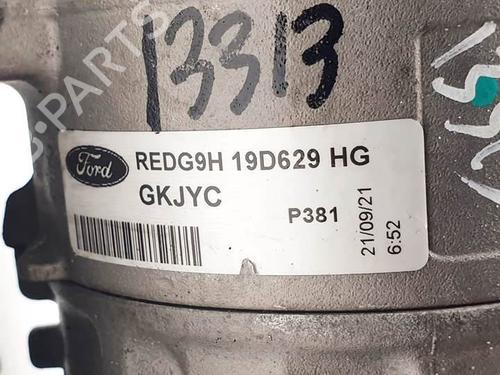 13313
Ford
REDG9H 19D629 HG
GKJYC
P381
21/09/21
6:52